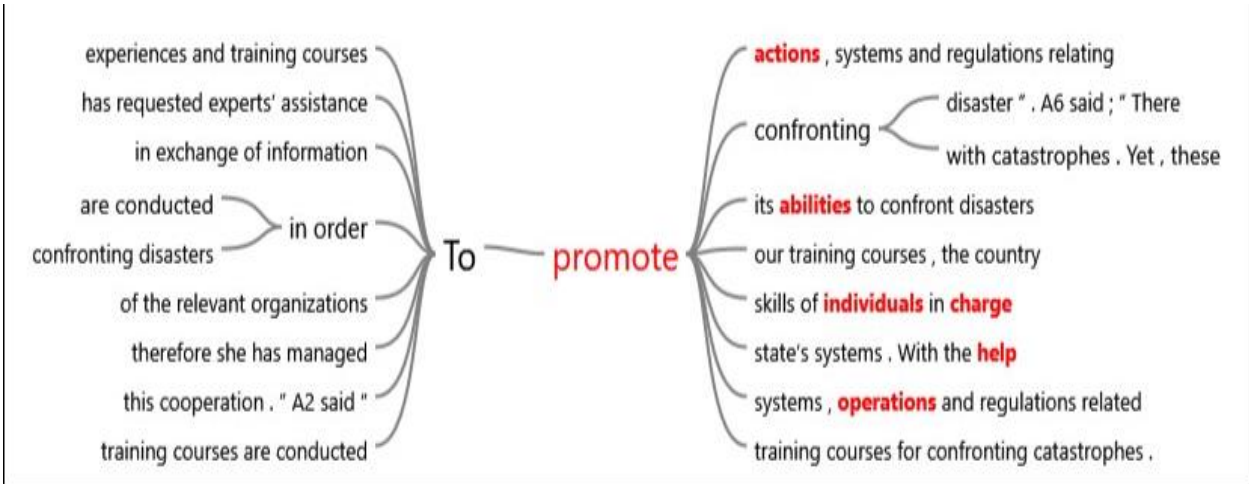 experiences and training courses
has requested experts' assistance
in exchange of information
are conducted
confronting disasters
in order
of the relevant organizations
therefore she has managed
this cooperation . " A2 said "
training courses are conducted
To
promote
actions , systems and regulations relating
confronting
disaster " . A6 said ; " There
with catastrophes . Yet , these
its abilities to confront disasters
our training courses , the country
skills of individuals in charge
state's systems . With the help
systems , operations and regulations related
training courses for confronting catastrophes .